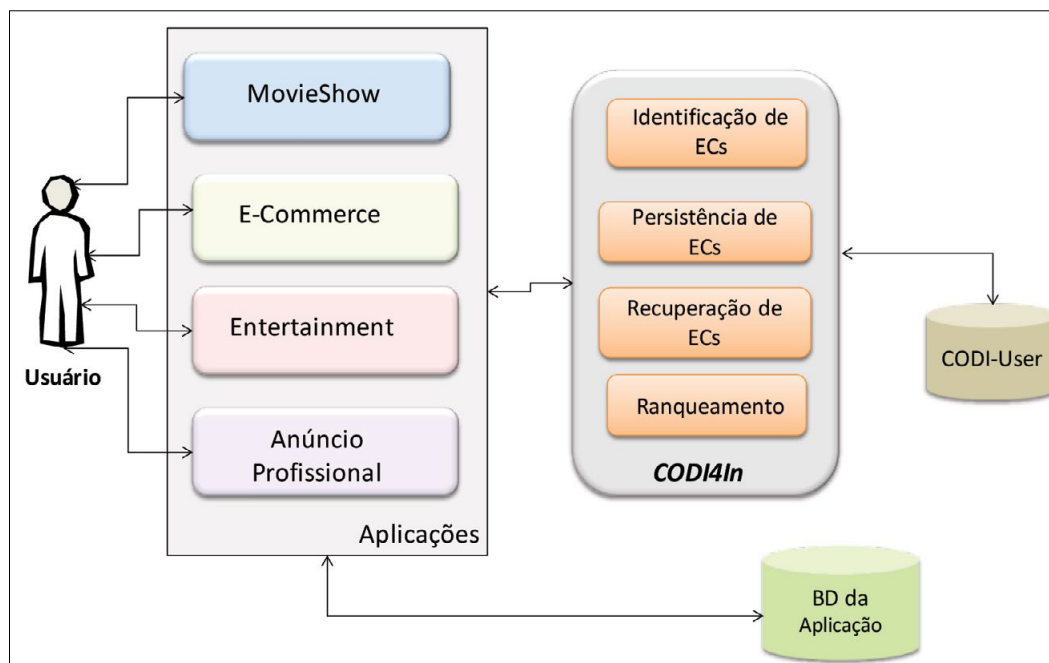 MovieShow
E-Commerce
Entertainment
Anúncio
Profissional
Aplicações
Usuário
Identificação de
ECs
Persistência de
ECs
Recuperação de
ECs
Ranqueamento
CODI4In
CODI-User
BD da
Aplicação